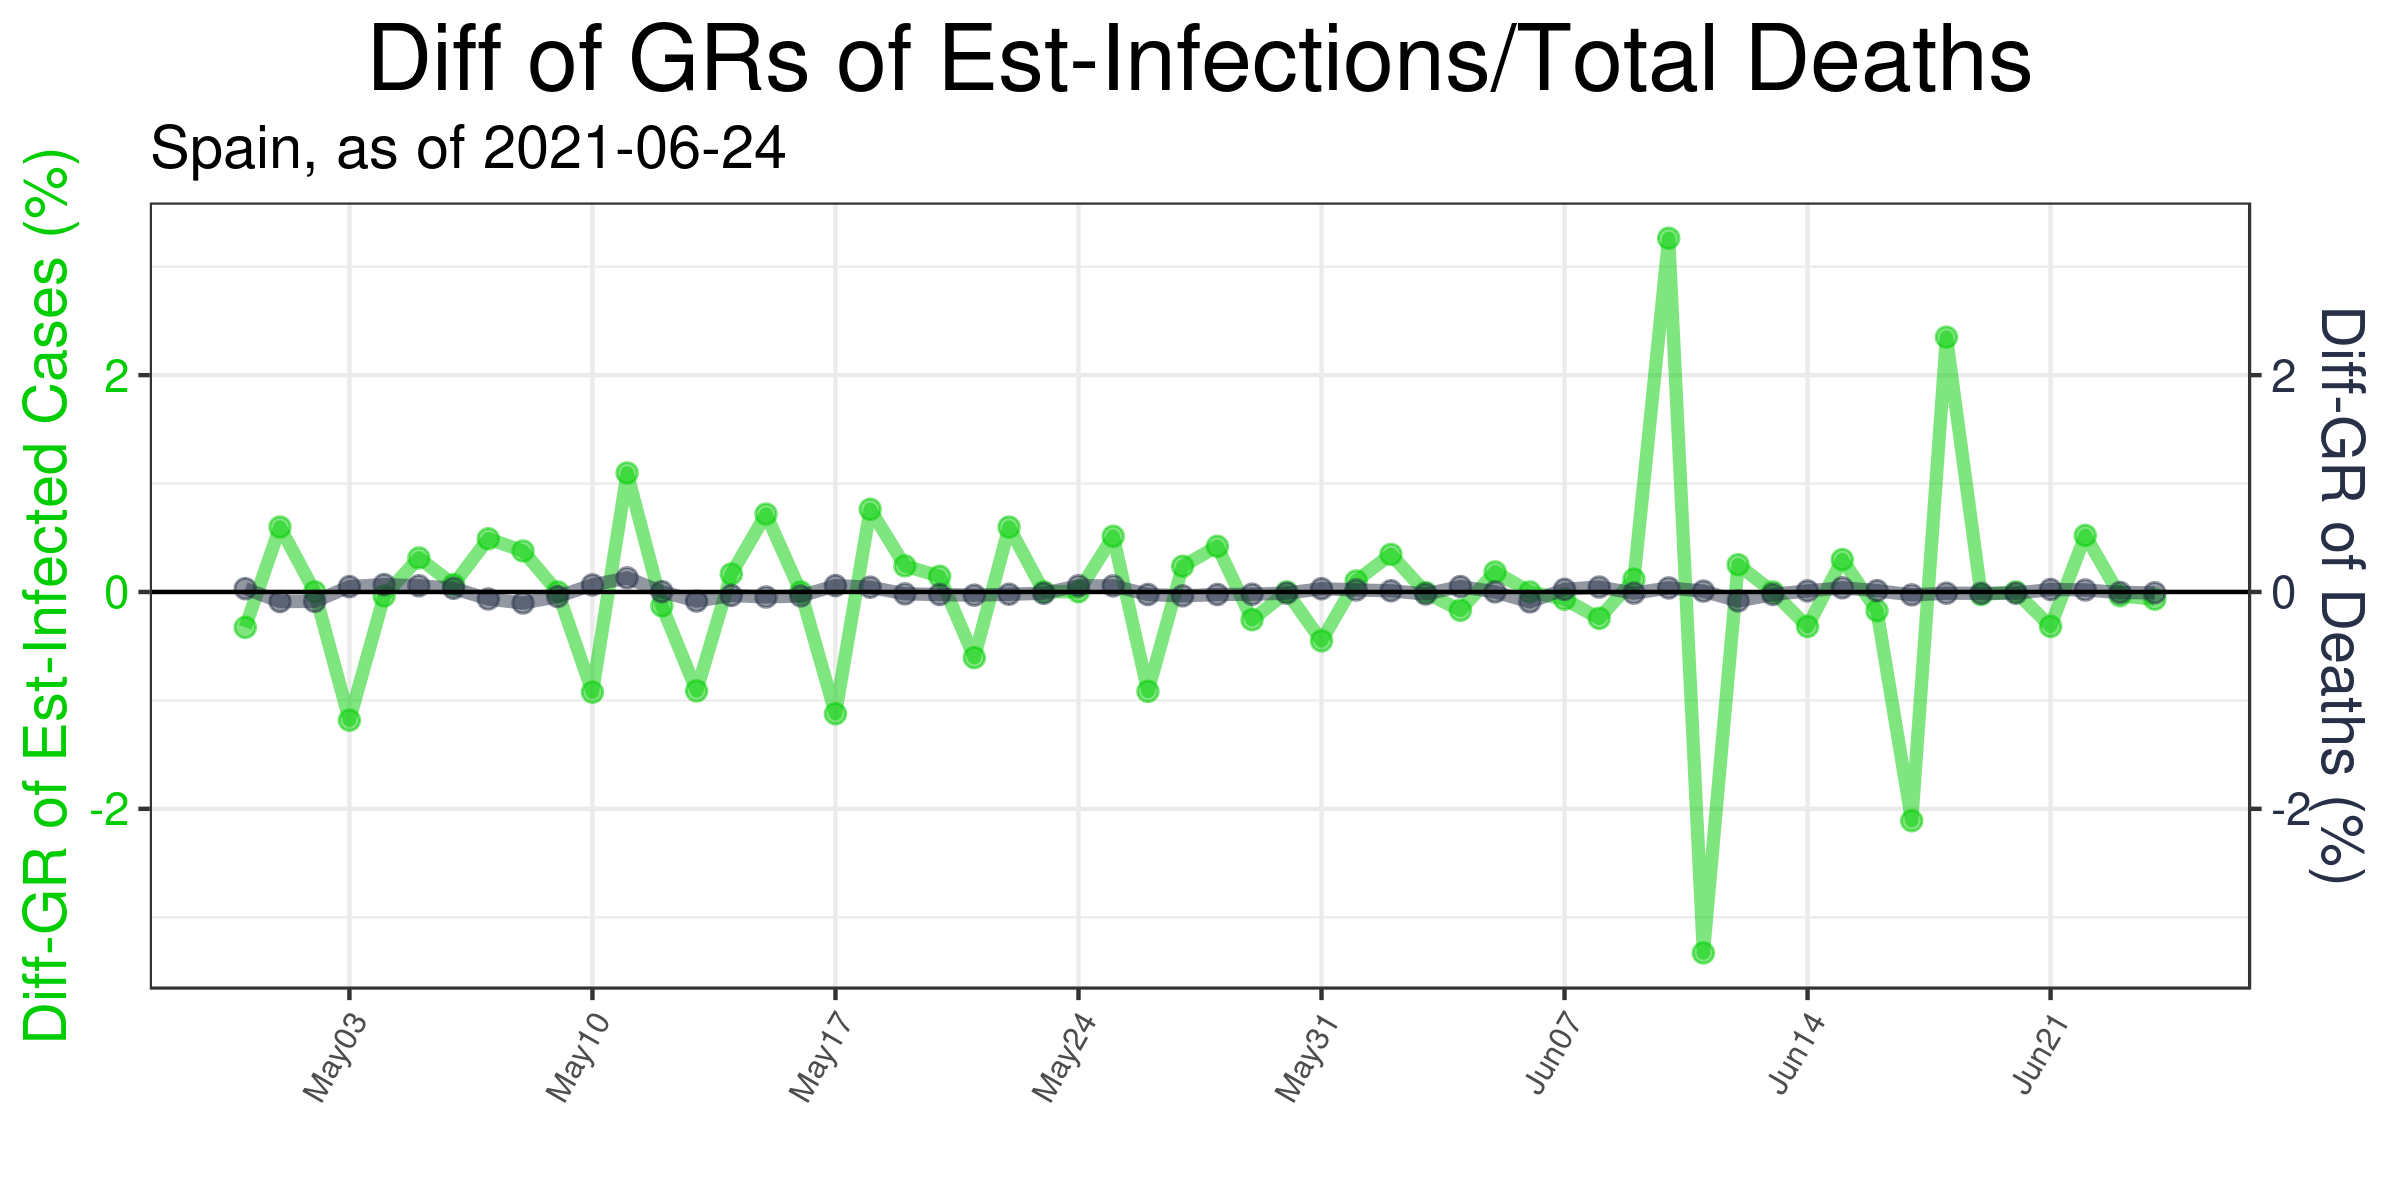 Diff of GRs of Est-Infections/Total Deaths
Spain, as of 2021-06-24
Diff-GR of Est-Infected Cases (%)
2
0
-2
2
0
-2
Diff-GR of Deaths (%)
May03
May10
May17
May24
May31
Jun07
Jun14
Jun21